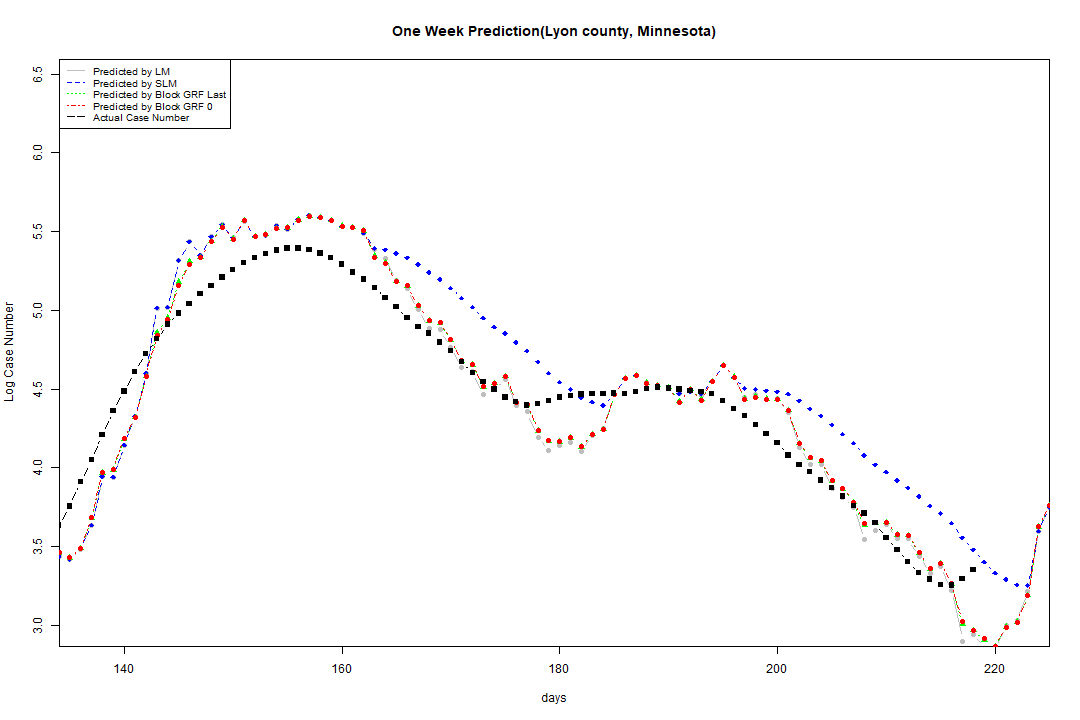 One Week Prediction(Lyon county, Minnesota)
6.5
6.0
5.5
5.0
4.5
4.0
3.5
3.0
Log Case Number
Predicted by LM
Predicted by SLM
Predicted by Block GRF Last
Predicted by Block GRF 0
Actual Case Number
140
160
180
200
220
days